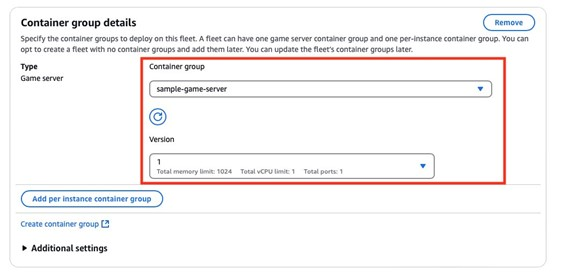 Container group details
Remove
Specify the container groups to deploy on this fleet. A fleet can have one game server container group and one per-instance container group. You can
opt to create a fleet with no container groups and add them later. You can update the fleet's container groups later.
Type
Game server
Container group
sample-game-server
Version
1
Total memory limit: 1024 Total vCPU limit: 1 Total ports: 1
Add per instance container group
Create container group
Additional settings